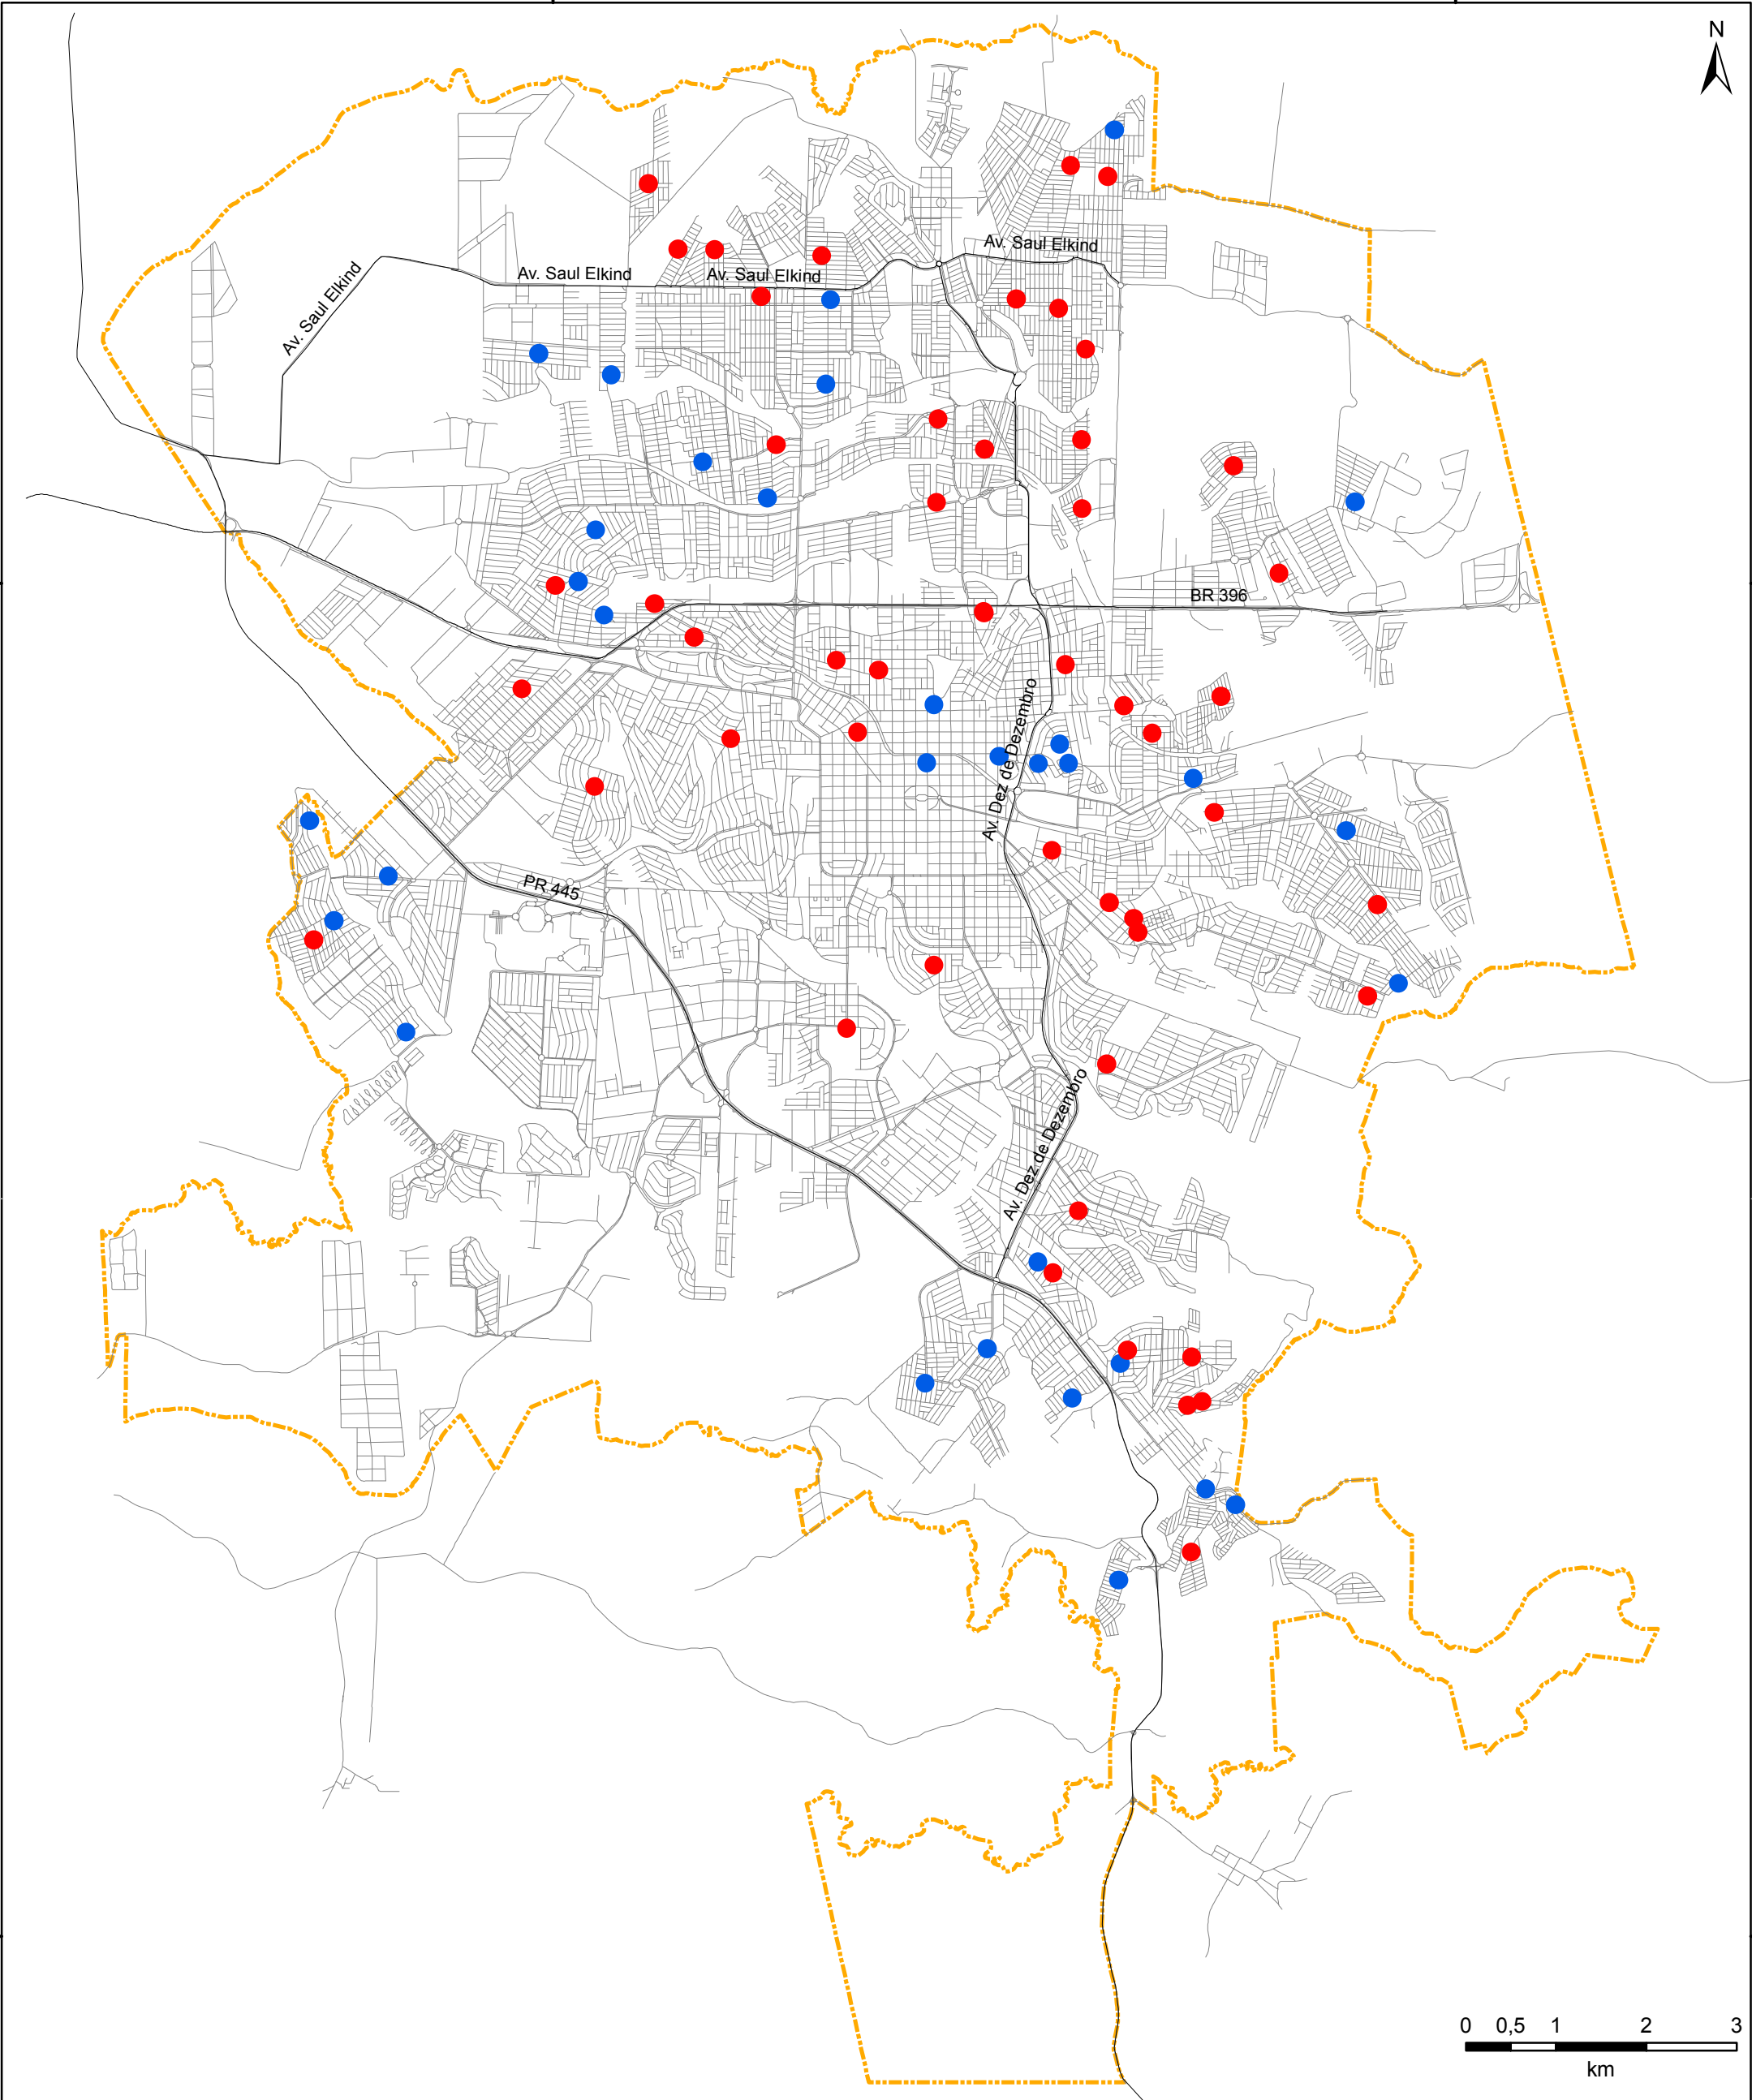 N
Av. Saul Elkind
Av. Saul Elkind
Av. Saul Elkind
Av. Saul Elkind
BR 396
Av. Dez de Dezembro
PR 445
Av. Dez de Dezembro
0 0,5 1 2 3
km